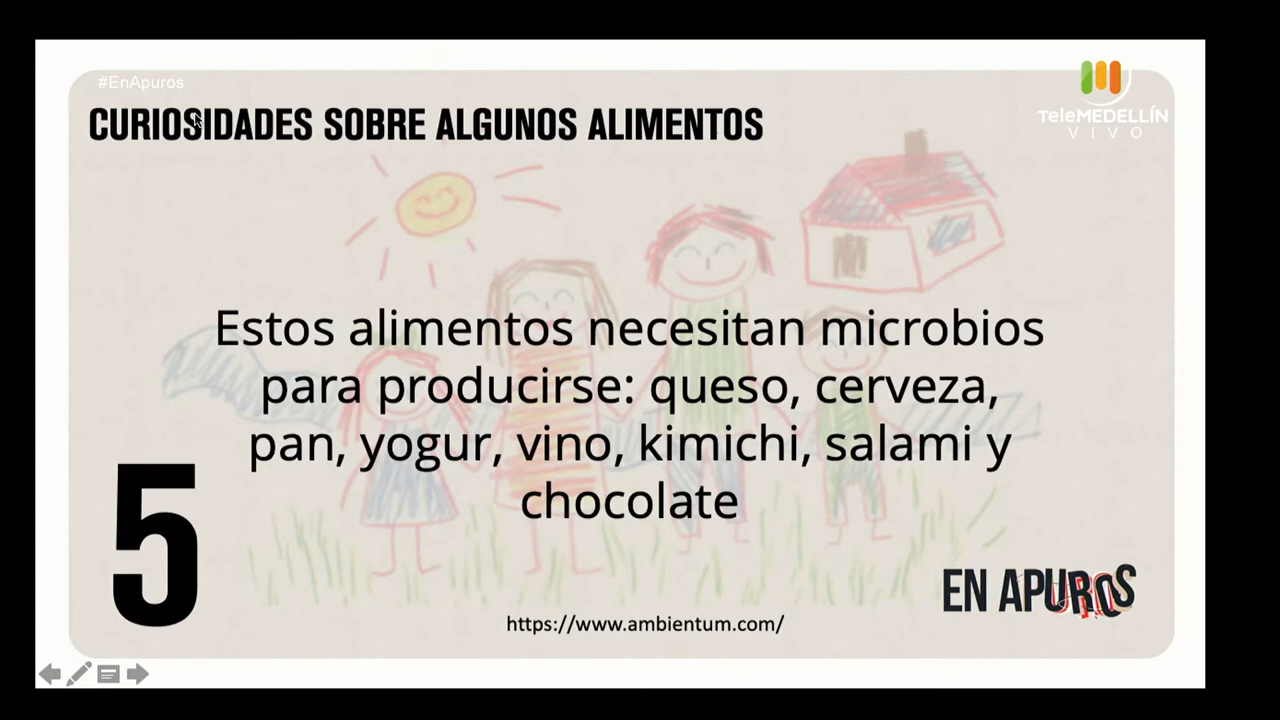 #EnApuros
CURIOSIDADES SOBRE ALGUNOS ALIMENTOS
TeleMEDELLÍN
VIVO
Estos alimentos necesitan microbios
para producirse: queso, cerveza,
pan, yogur, vino, kimichi, salami y
chocolate
5
EN APUROS
https://www.ambientum.com/